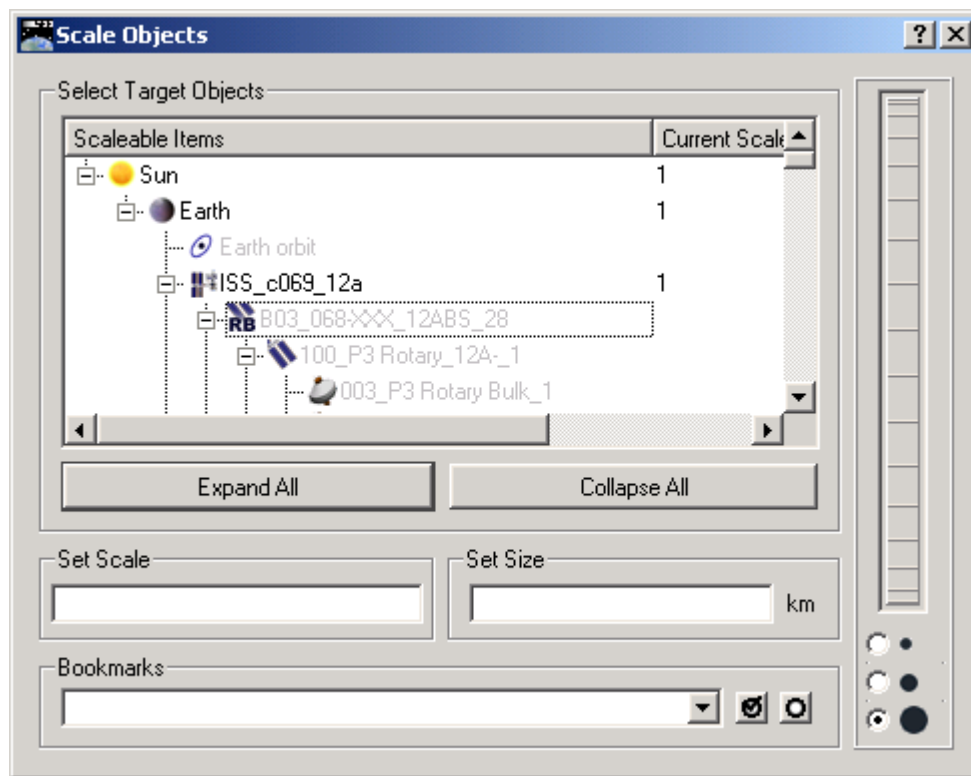 Scale Objects
Select Target Objects
Scaleable Items Current Scale
Sun 1
Earth 1
Earth orbit
ISS_c069_12a 1
RB B03_068-XXX_12ABS_28
100_P3 Rotary_12A-_1
003_P3 Rotary Bulk_1
Expand All Collapse All
Set Scale Set Size
km
Bookmarks